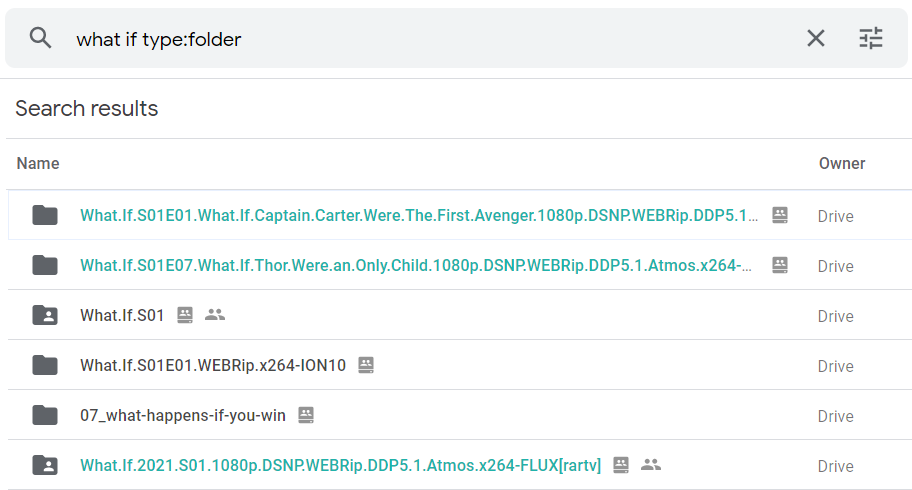 what if type:folder
Search results
Name Owner
What.If.S01E01.What.If.Captain.Carter.Were.The.First.Avenger.1080p.DSNP.WEBRip.DDP5.1... Drive
What.If.S01E07.What.If.Thor.Were.an.Only.Child.1080p.DSNP.WEBRip.DDP5.1.Atmos.x264-... Drive
What.If.S01 Drive
What.If.S01E01.WEBRip.x264-ION10 Drive
07_what-happens-if-you-win Drive
What.If.2021.S01.1080p.DSNP.WEBRip.DDP5.1.Atmos.x264-FLUX[rartv] Drive